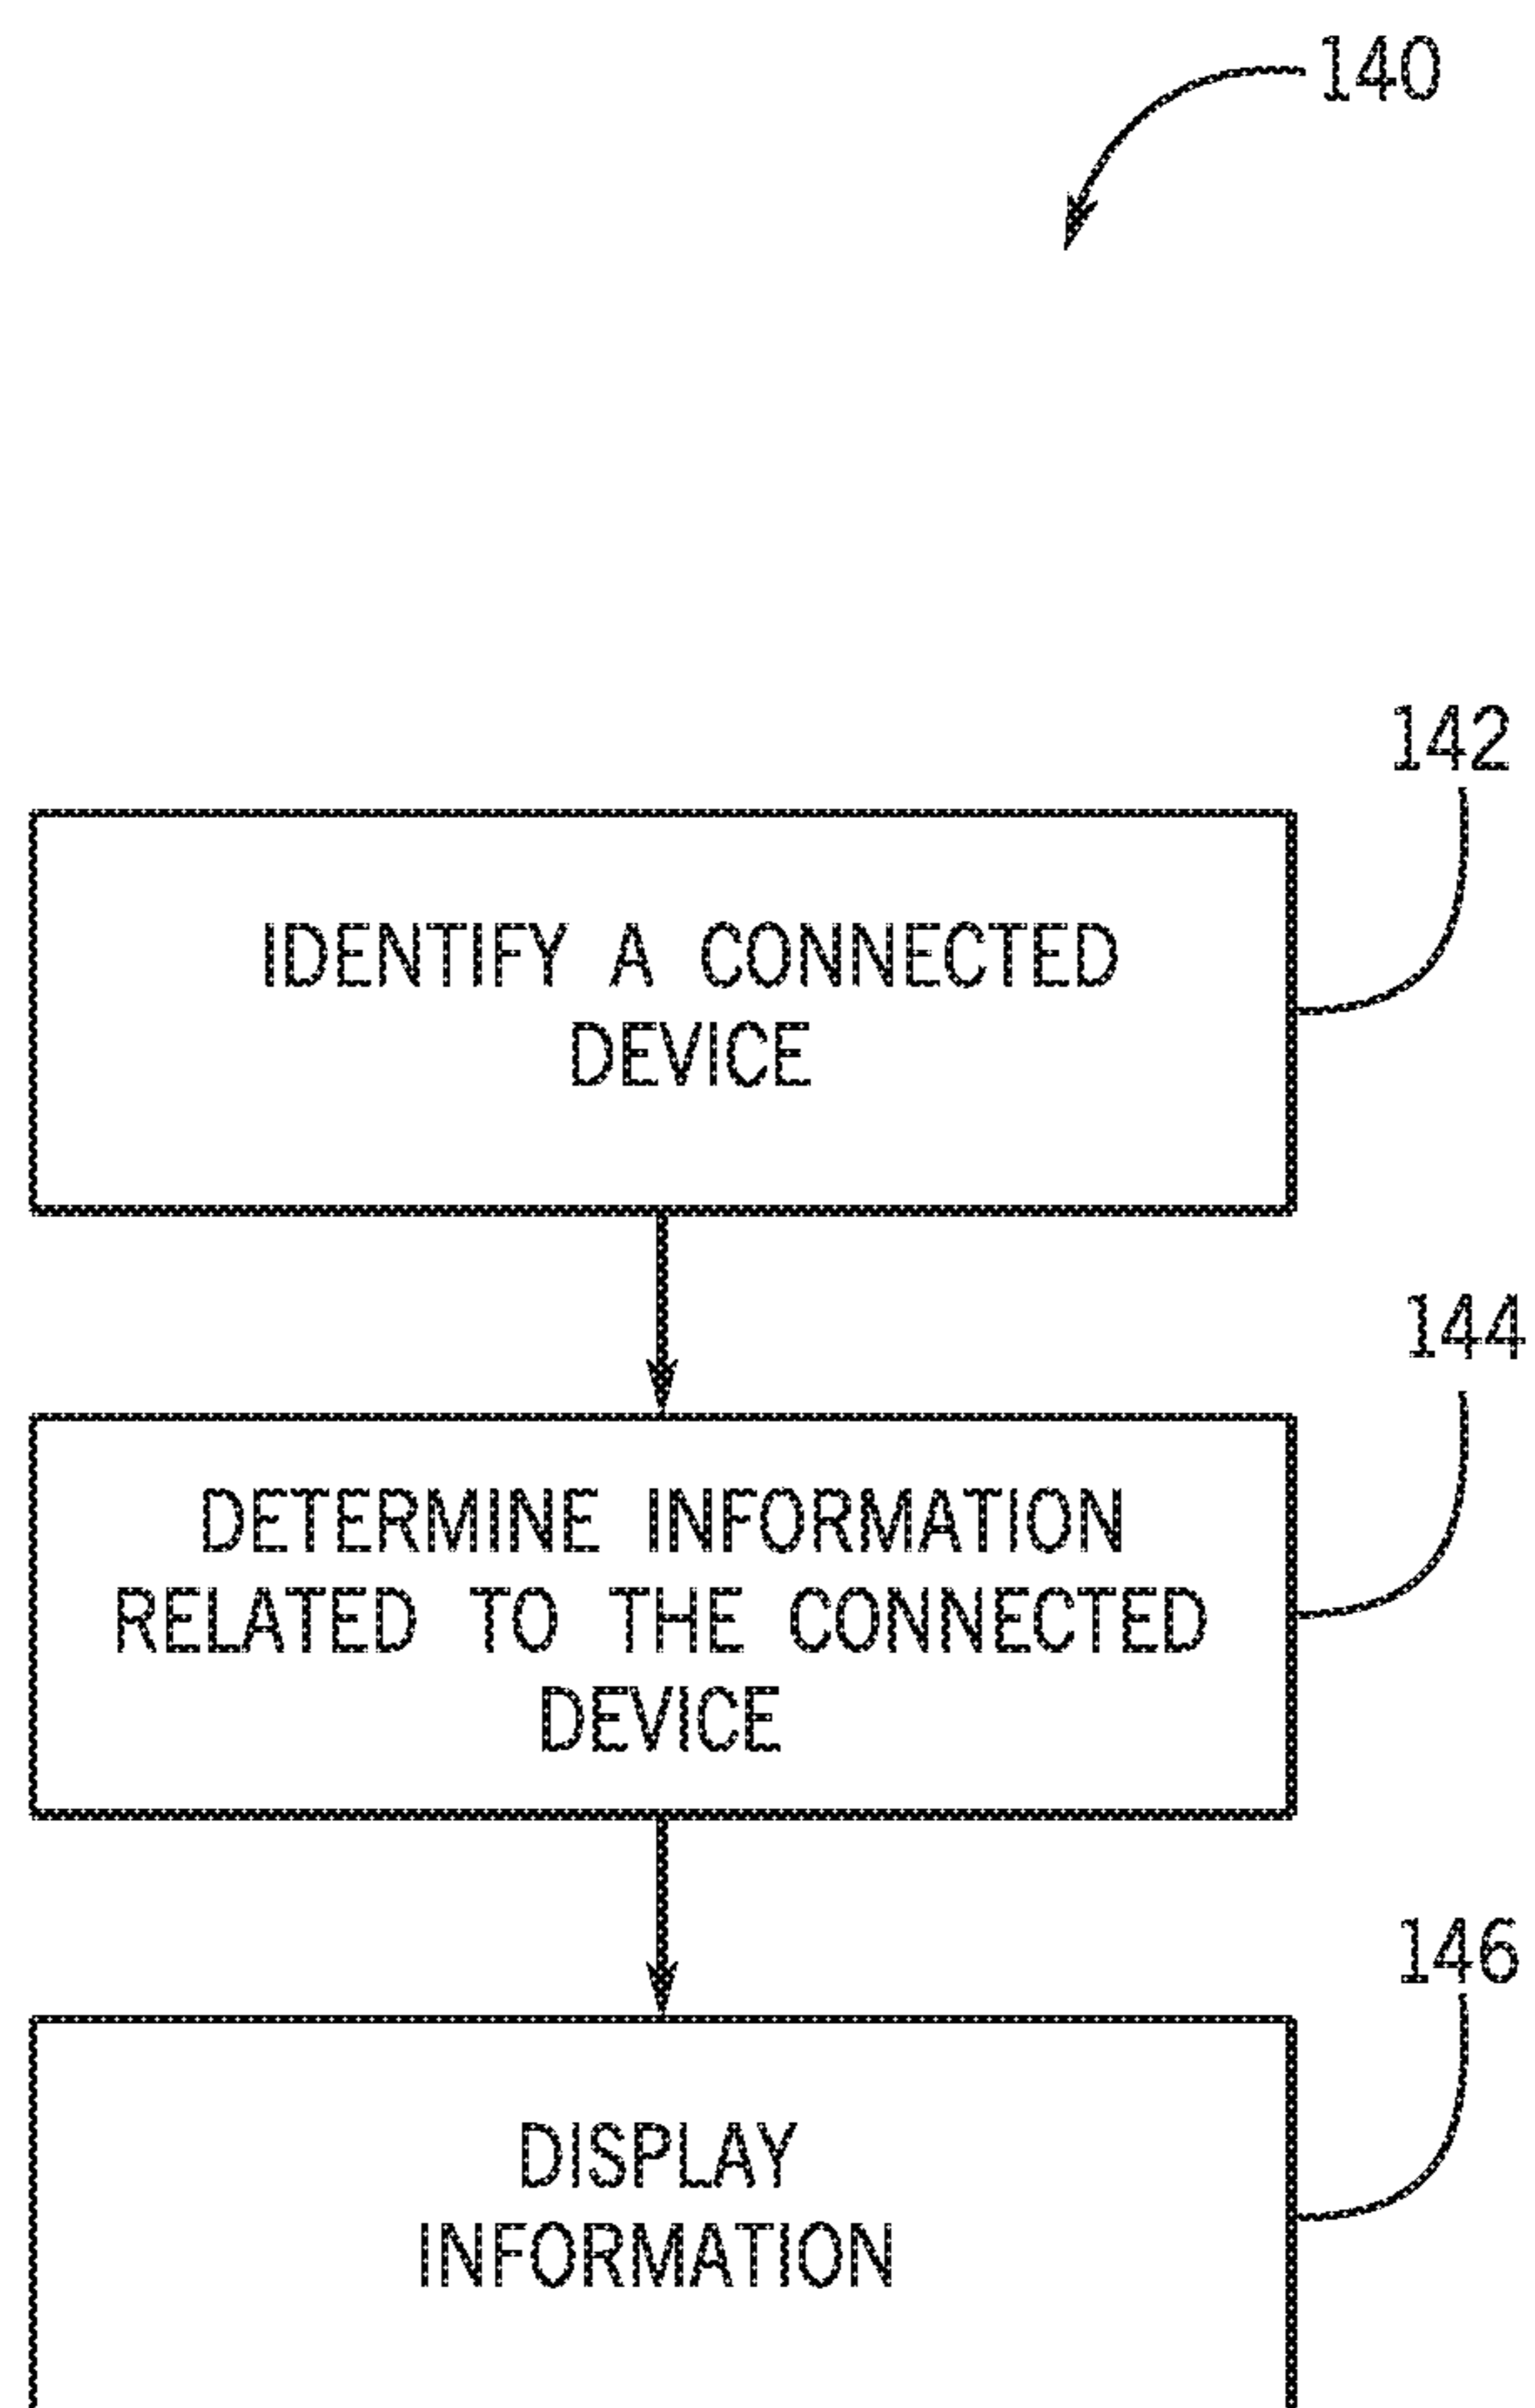 140
142
IDENTIFY A CONNECTED
DEVICE
144
DETERMINE INFORMATION
RELATED TO THE CONNECTED
DEVICE
146
DISPLAY
INFORMATION